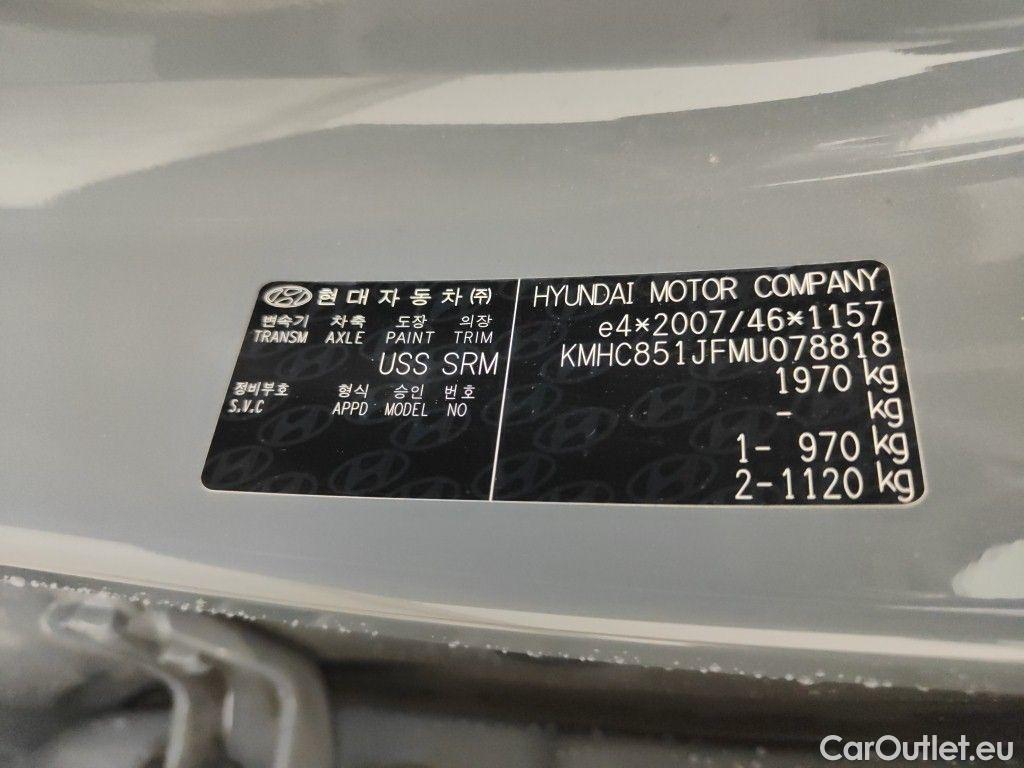 현대자동차(주)
변속기 차축 도장 의장
TRANSM AXLE PAINT TRIM
USS SRM
정비부호 형식 승인 번호
S.V.C APPD MODEL NO
HYUNDAI MOTOR COMPANY
e4*2007/46*1157
KMHC851JFMU078818
1970 kg
- kg
1- 970 kg
2-1120 kg
CarOutlet.eu